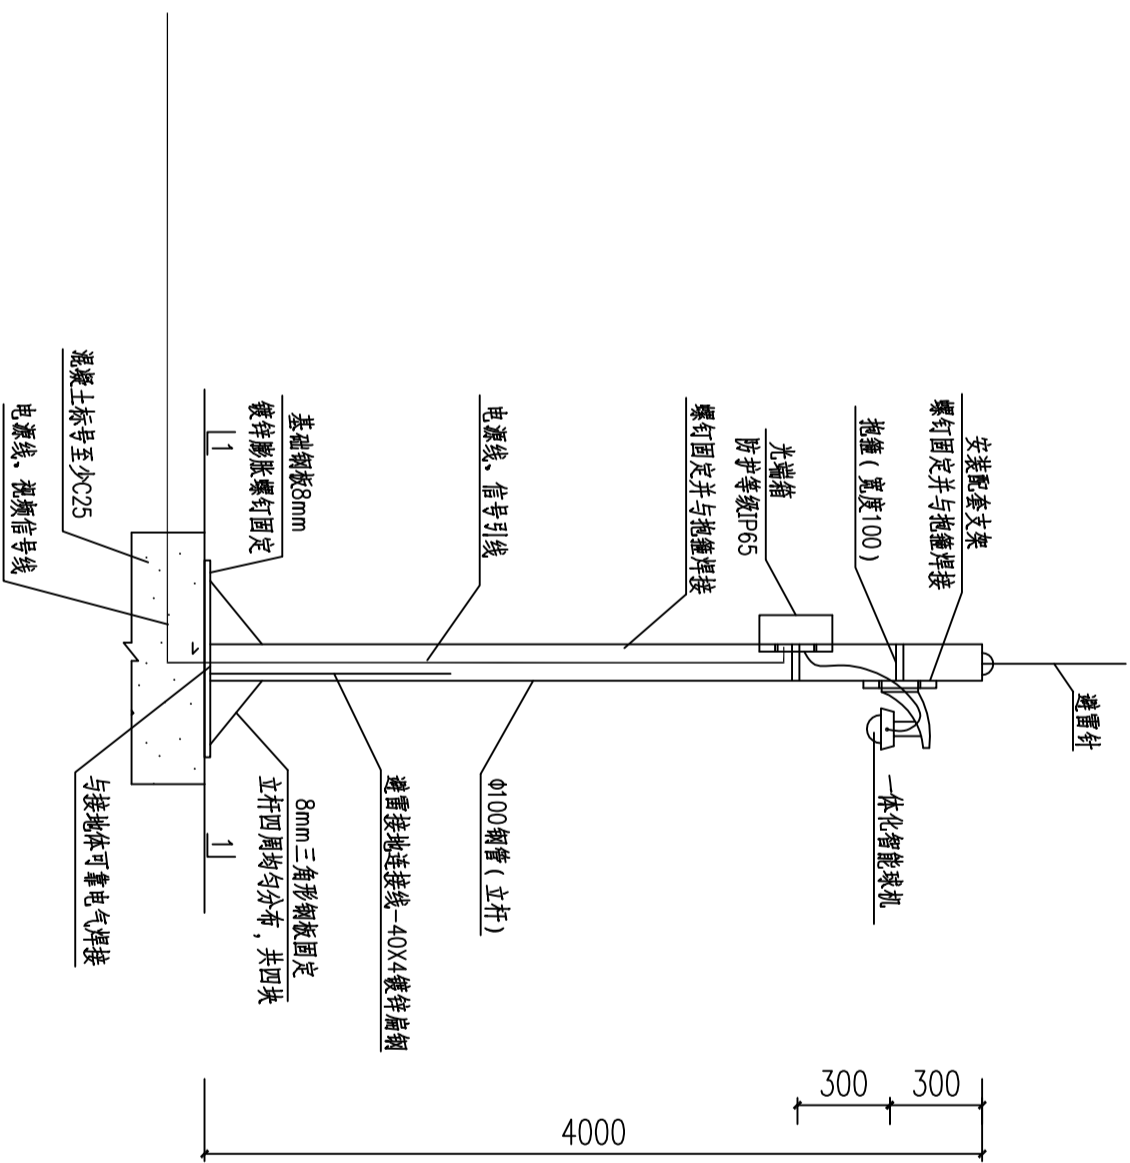 避雷针
安装配套支架
螺钉固定并与抱箍焊接
抱箍（宽度100）
光端箱
防护等级IP65
螺钉固定并与抱箍焊接
电源线、信号引线
基础钢板8mm
镀锌膨胀螺钉固定
1
混凝土标号至少C25
电源线、视频信号线
一体化智能球机
Φ100钢管（立杆）
避雷接地连接线-40X4镀锌扁钢
8mm三角形钢板固定
立杆四周均匀分布，共四块
1
与接地体可靠电气焊接
300
300
4000